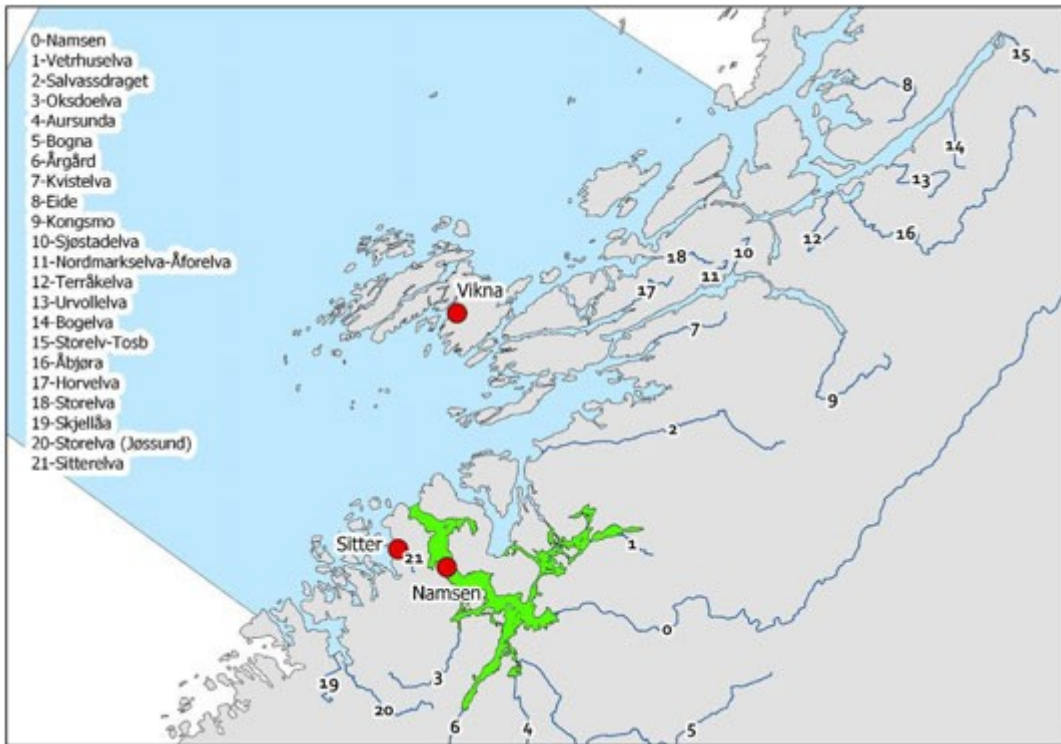 0-Namsen
1-Vetrhuselva
2-Salvassdraget
3-Oksdoelva
4-Aursunda
5-Bogna
6-Årgård
7-Kvistelva
8-Eide
9-Kongsmo
10-Sjøstadelva
11-Nordmarkselva-Åforelva
12-Terråkelva
13-Urvollelva
14-Bogelva
15-Storelv-Tosb
16-Åbjøra
17-Horvelva
18-Storelva
19-Skjellåa
20-Storelva (Jøssund)
21-Sitterelva
15
8
14
13
16
12
10
18
11
17
Vikna
7
9
2
Sitter
21
1
Namsen
0
3
19
20
6
4
5